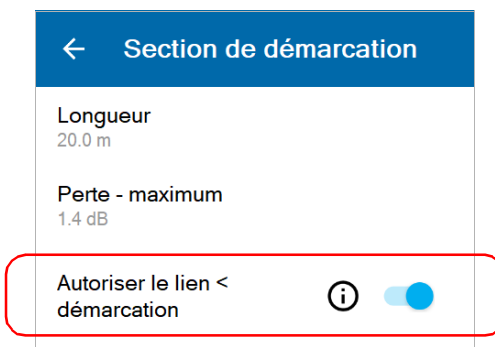 Section de démarcation
Longueur
20.0 m
Perte - maximum
1.4 dB
Autoriser le lien <
démarcation